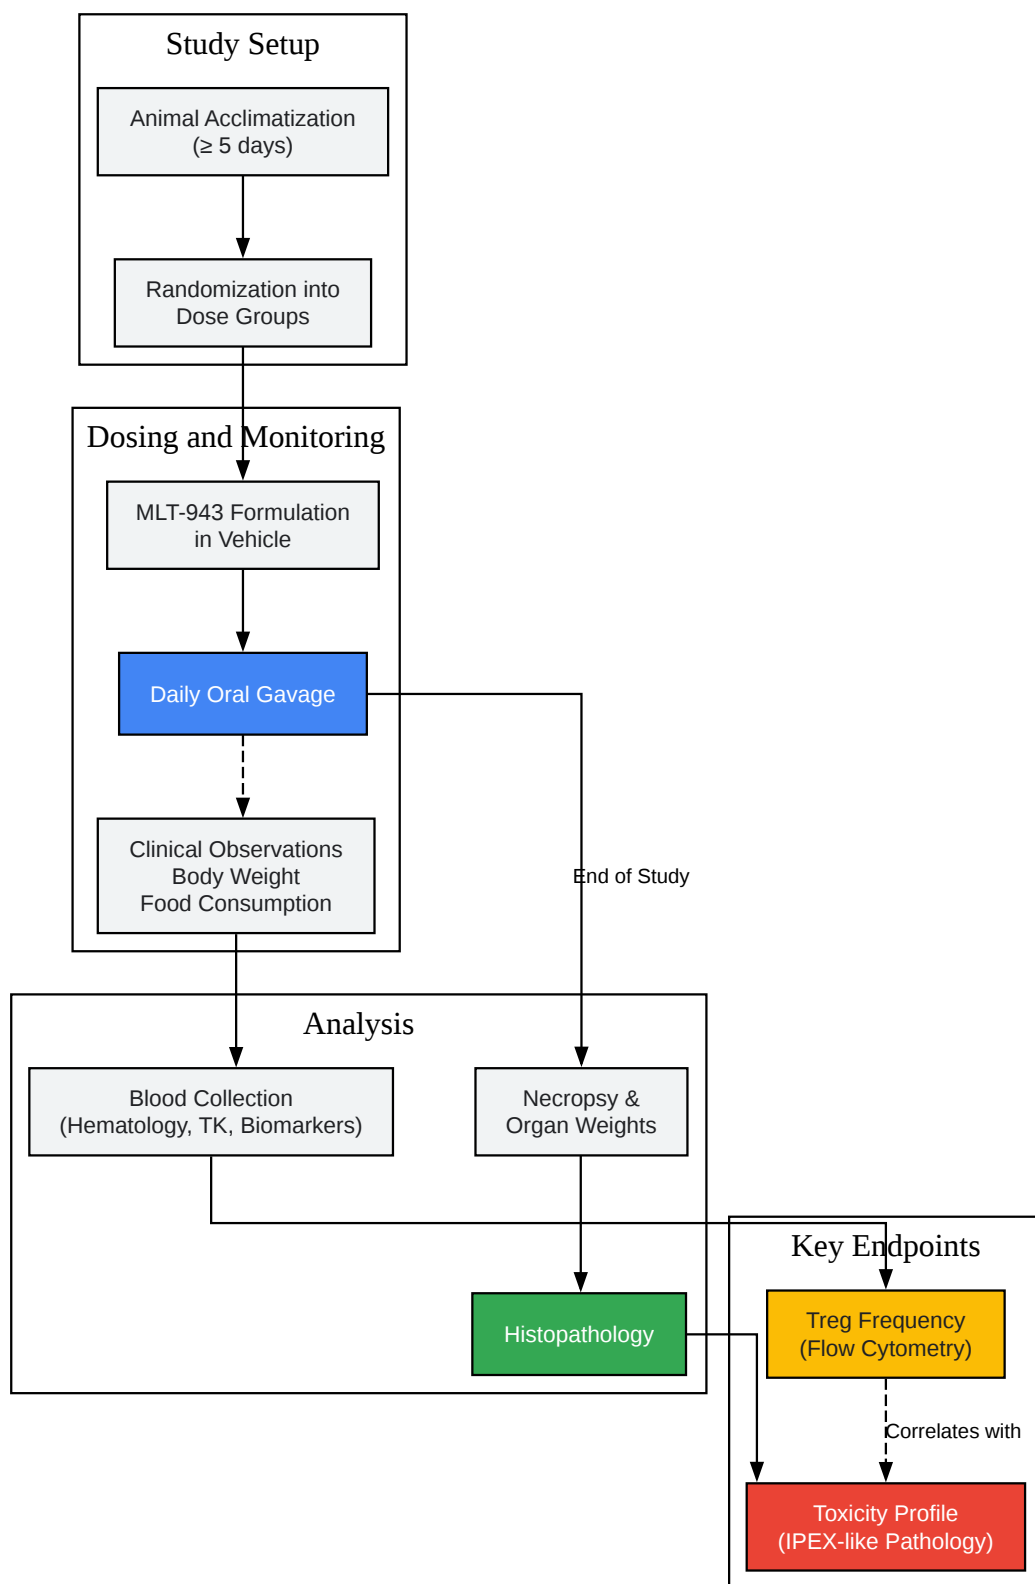 Study Setup
Animal Acclimatization
(≥ 5 days)
Randomization into
Dose Groups
Dosing and Monitoring
MLT-943 Formulation
in Vehicle
Daily Oral Gavage
Clinical Observations
Body Weight
Food Consumption
End of Study
Analysis
Blood Collection
(Hematology, TK, Biomarkers)
Necropsy &
Organ Weights
Histopathology
Key Endpoints
Treg Frequency
(Flow Cytometry)
Correlates with
Toxicity Profile
(IPEX-like Pathology)